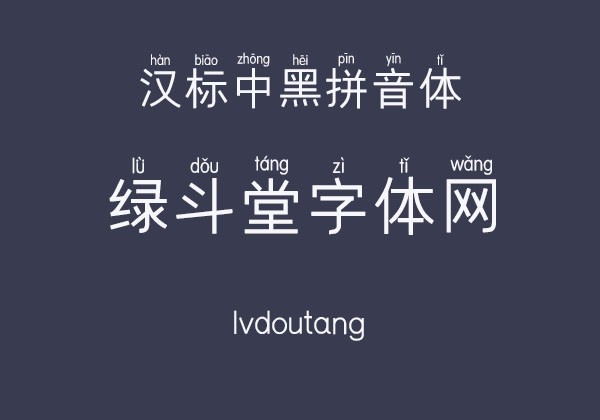 hàn biāo zhōng hēi pīn yīn tǐ
汉标中黑拼音体
lǜ dǒu táng zì tǐ wǎng
绿斗堂字体网
lvdoutang